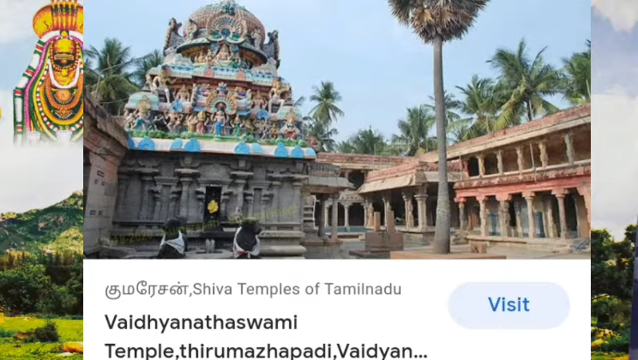 குமரேசன்,Shiva Temples of Tamilnadu
Visit
Vaidhyanathaswami
Temple,thirumazhapadi,Vaidyan...